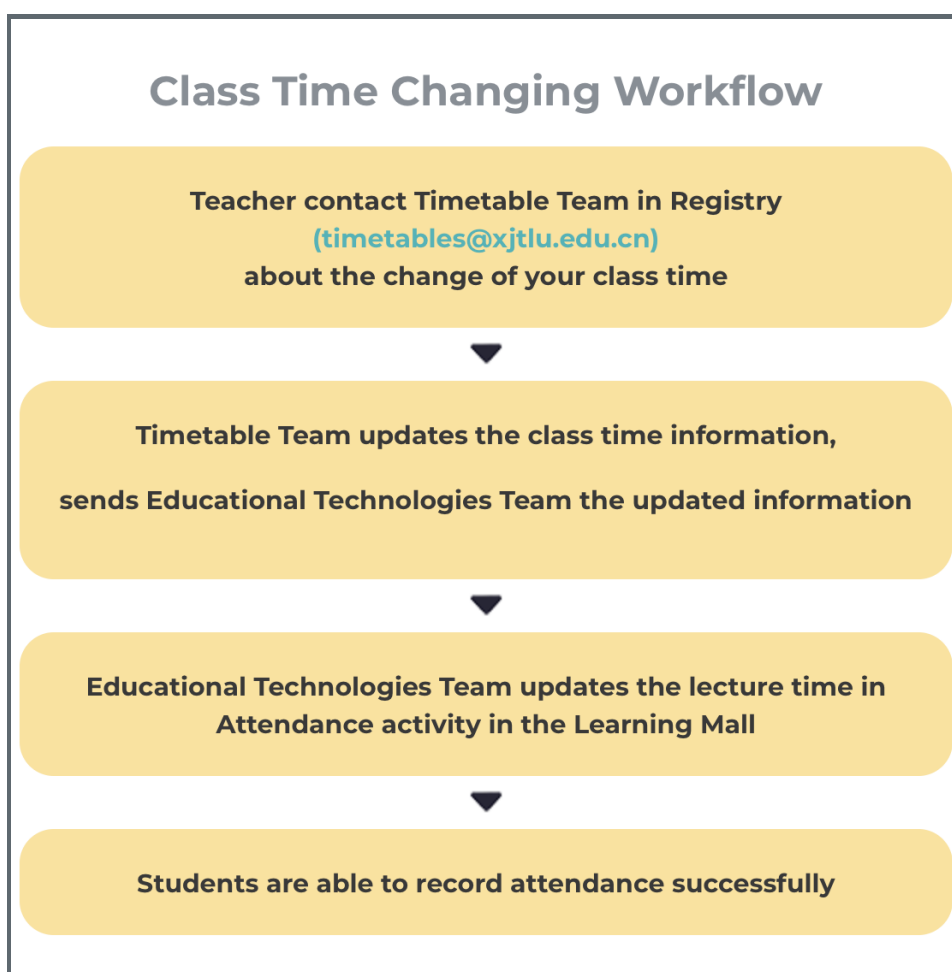 Class Time Changing Workflow
Teacher contact Timetable Team in Registry
(timetables@xjtlu.edu.cn)
about the change of your class time
Timetable Team updates the class time information,
sends Educational Technologies Team the updated information
Educational Technologies Team updates the lecture time in
Attendance activity in the Learning Mall
Students are able to record attendance successfully